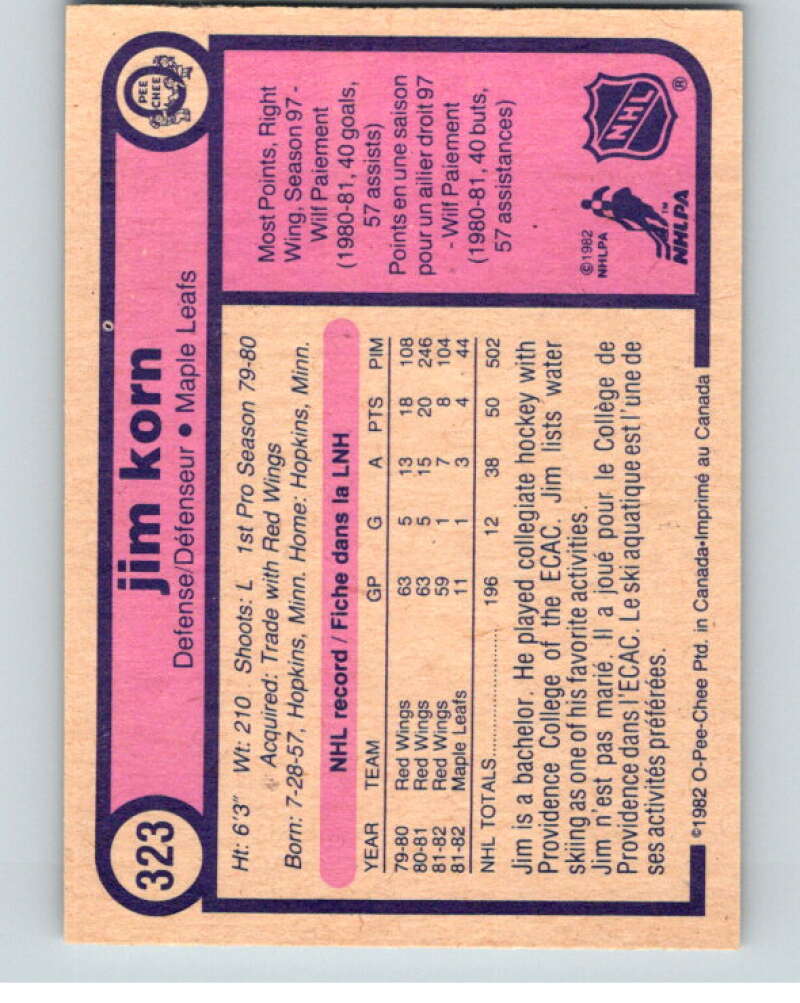 323
jim korn
Defense/Défenseur • Maple Leafs
O
PEE
CHEE
Ht: 6'3" Wt: 210 Shoots: L 1st Pro Season 79-80
Acquired: Trade with Red Wings
Born: 7-28-57, Hopkins, Minn. Home: Hopkins, Minn.
NHL record / Fiche dans la LNH
YEAR TEAM GP G A PTS PIM
79-80 Red Wings 63 5 13 18 108
80-81 Red Wings 63 5 15 20 246
81-82 Red Wings 59 1 7 8 104
81-82 Maple Leafs 11 1 3 4 44
NHL TOTALS.................... 196 12 38 50 502
Jim is a bachelor. He played collegiate hockey with
Providence College of the ECAC. Jim lists water
skiing as one of his favorite activities.
Jim n'est pas marié. Il a joué pour le Collège de
Providence dans l'ECAC. Le ski aquatique est l'une de
ses activités préférées.
©1982 O-Pee-Chee Ptd. in Canada•Imprimé au Canada
Most Points, Right
Wing, Season 97 -
Wilf Paiement
(1980-81, 40 goals,
57 assists)
Points en une saison
pour un ailier droit 97
- Wilf Paiement
(1980-81, 40 buts,
57 assistances)
©1982
NHLPA
NHLPA™
NHL®